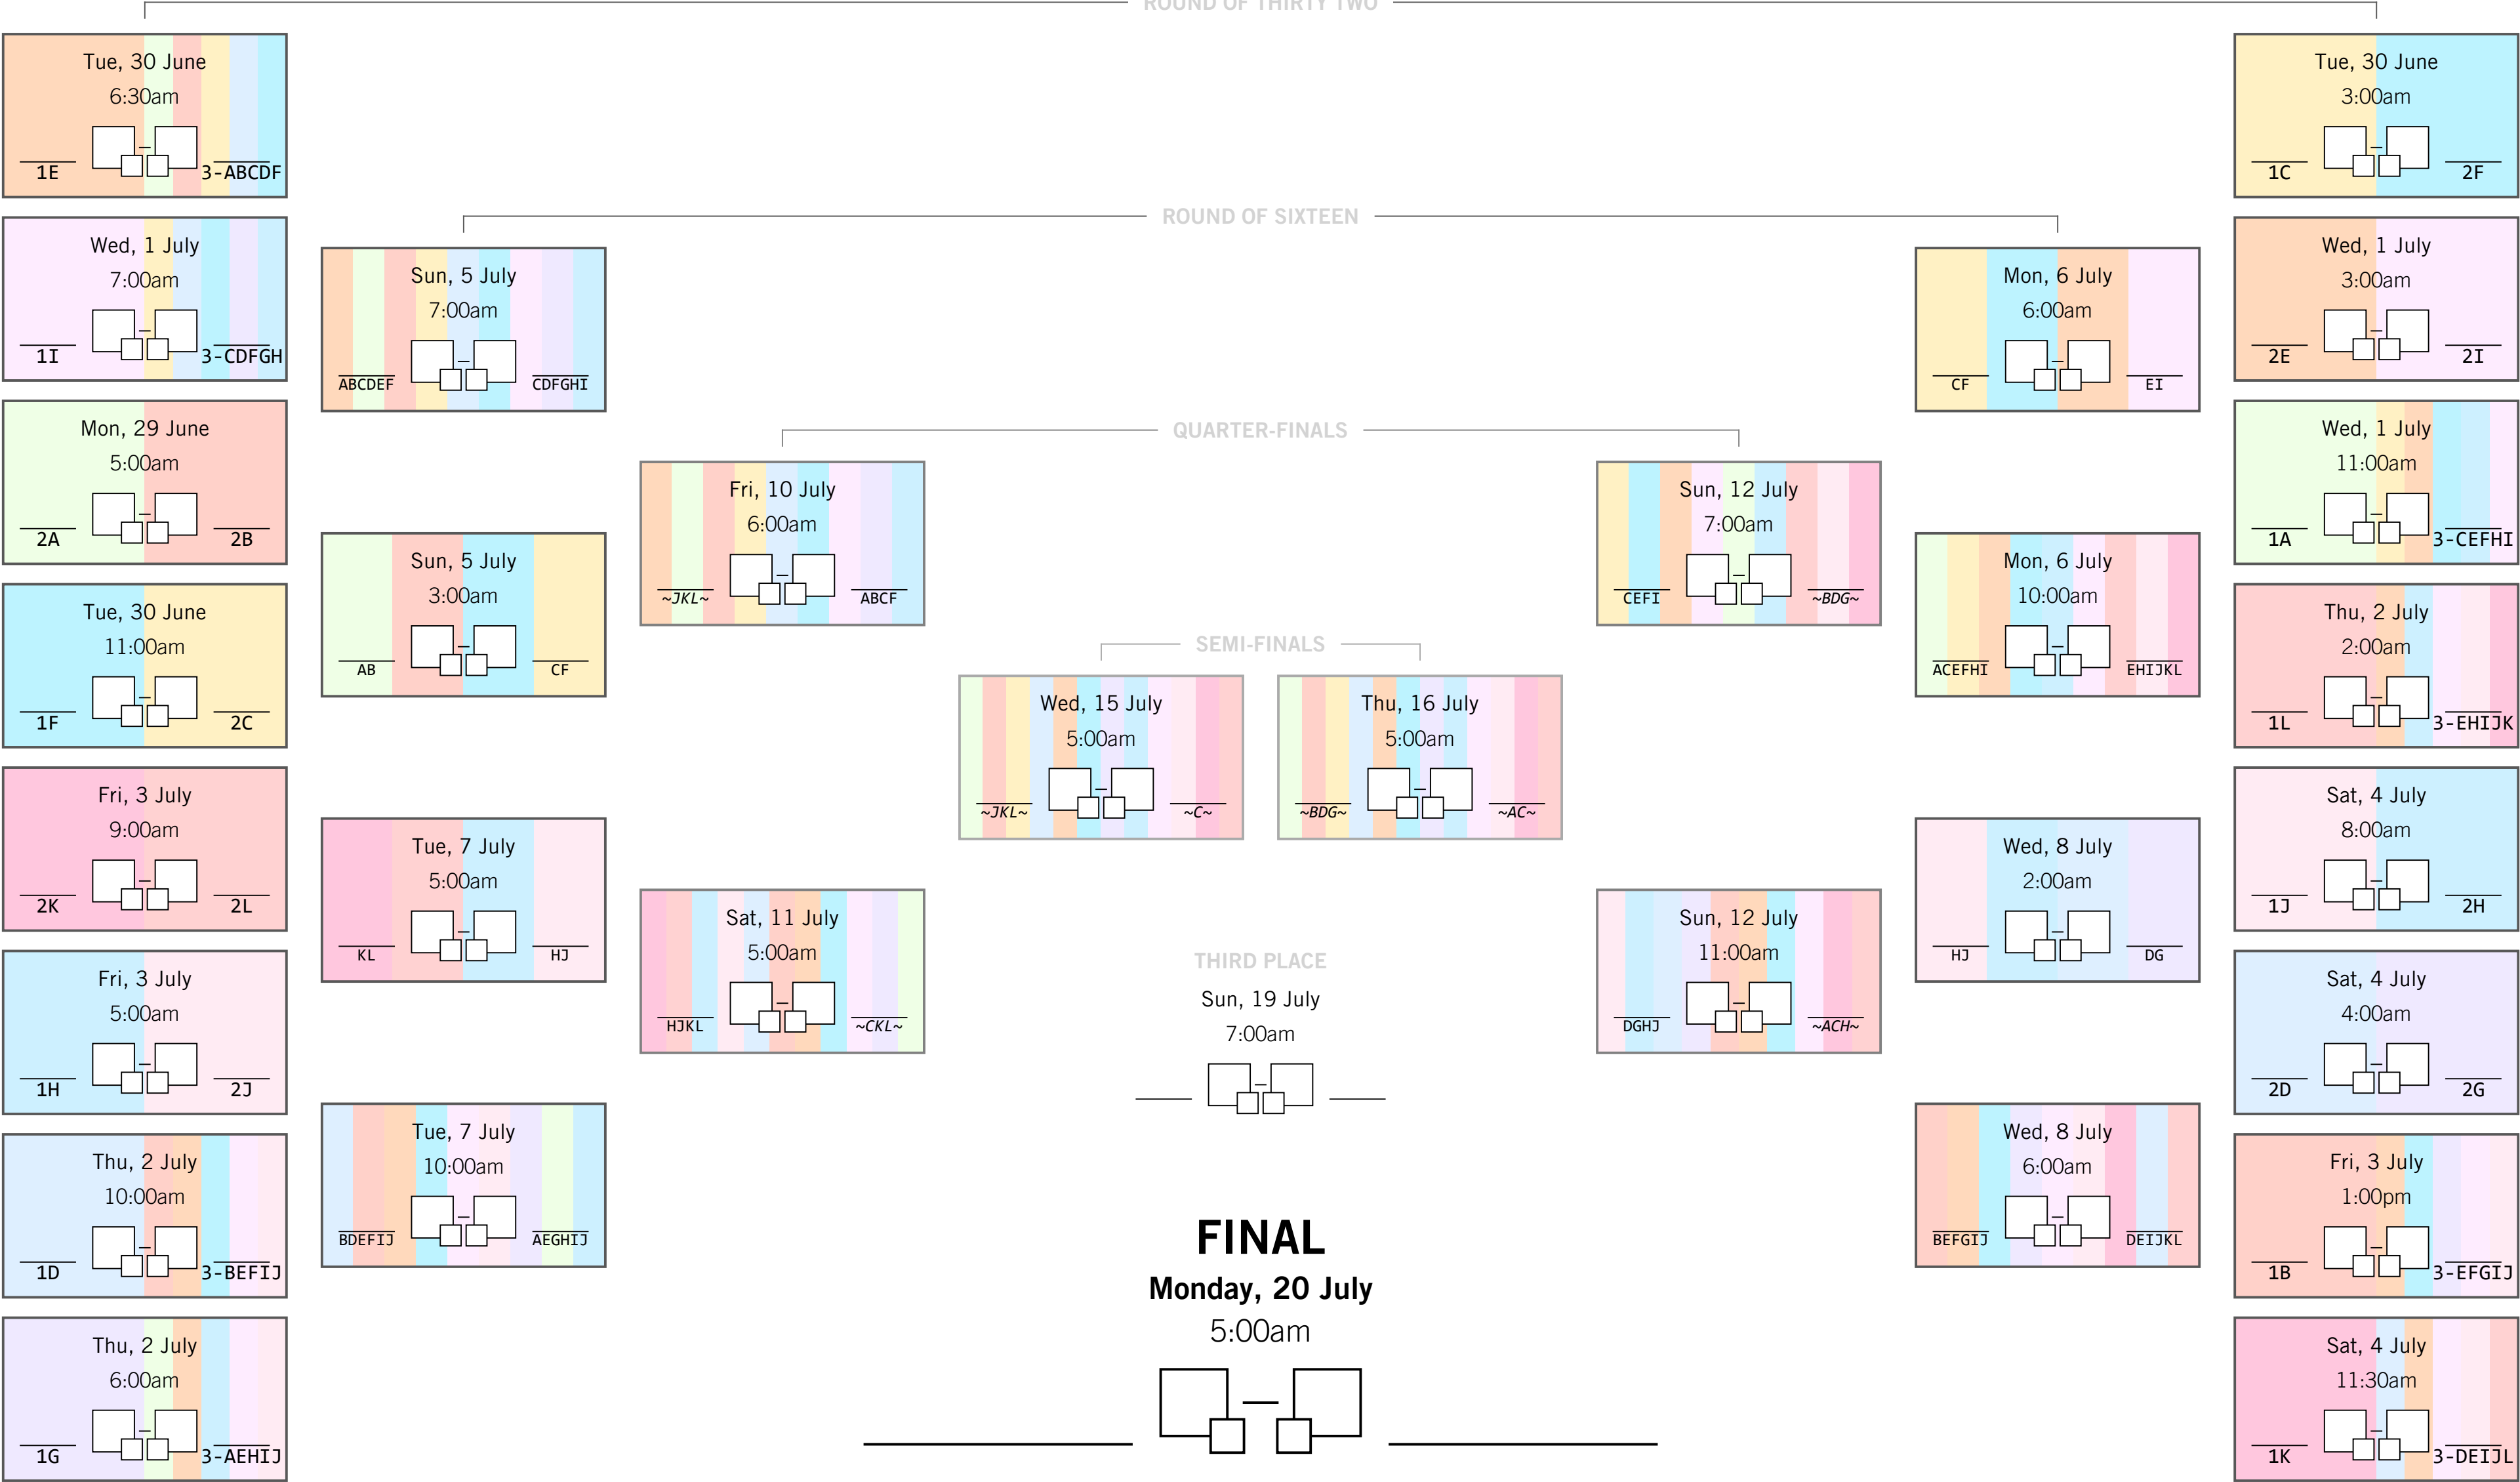 ROUND OF THIRTY TWO
Tue, 30 June
6:30am
1E
3-ABCDF
Wed, 1 July
7:00am
1I
3-CDFGH
Mon, 29 June
5:00am
2A
2B
Tue, 30 June
11:00am
1F
2C
Fri, 3 July
9:00am
2K
2L
Fri, 3 July
5:00am
1H
2J
Thu, 2 July
10:00am
1D
3-BEFIJ
Thu, 2 July
6:00am
1G
3-AEHIJ
ROUND OF SIXTEEN
Sun, 5 July
7:00am
ABCDEF
CDFGHI
Sun, 5 July
3:00am
AB
CF
Tue, 7 July
5:00am
KL
HJ
Tue, 7 July
10:00am
BDEFIJ
AEGHIJ
QUARTER-FINALS
Fri, 10 July
6:00am
~JKL~
ABCF
Sat, 11 July
5:00am
HJKL
~CKL~
SEMI-FINALS
Wed, 15 July
5:00am
~JKL~
~C~
Thu, 16 July
5:00am
~BDG~
~AC~
THIRD PLACE
Sun, 19 July
7:00am
FINAL
Monday, 20 July
5:00am
Sun, 12 July
7:00am
CEFI
~BDG~
Sun, 12 July
11:00am
DGHJ
~ACH~
Mon, 6 July
6:00am
CF
EI
Mon, 6 July
10:00am
ACEFHI
EHIJKL
Wed, 8 July
2:00am
HJ
DG
Wed, 8 July
6:00am
BEFGIJ
DEIJKL
Tue, 30 June
3:00am
1C
2F
Wed, 1 July
3:00am
2E
2I
Wed, 1 July
11:00am
1A
3-CEFHI
Thu, 2 July
2:00am
1L
3-EHIJK
Sat, 4 July
8:00am
1J
2H
Sat, 4 July
4:00am
2D
2G
Fri, 3 July
1:00pm
1B
3-EFGIJ
Sat, 4 July
11:30am
1K
3-DEIJL